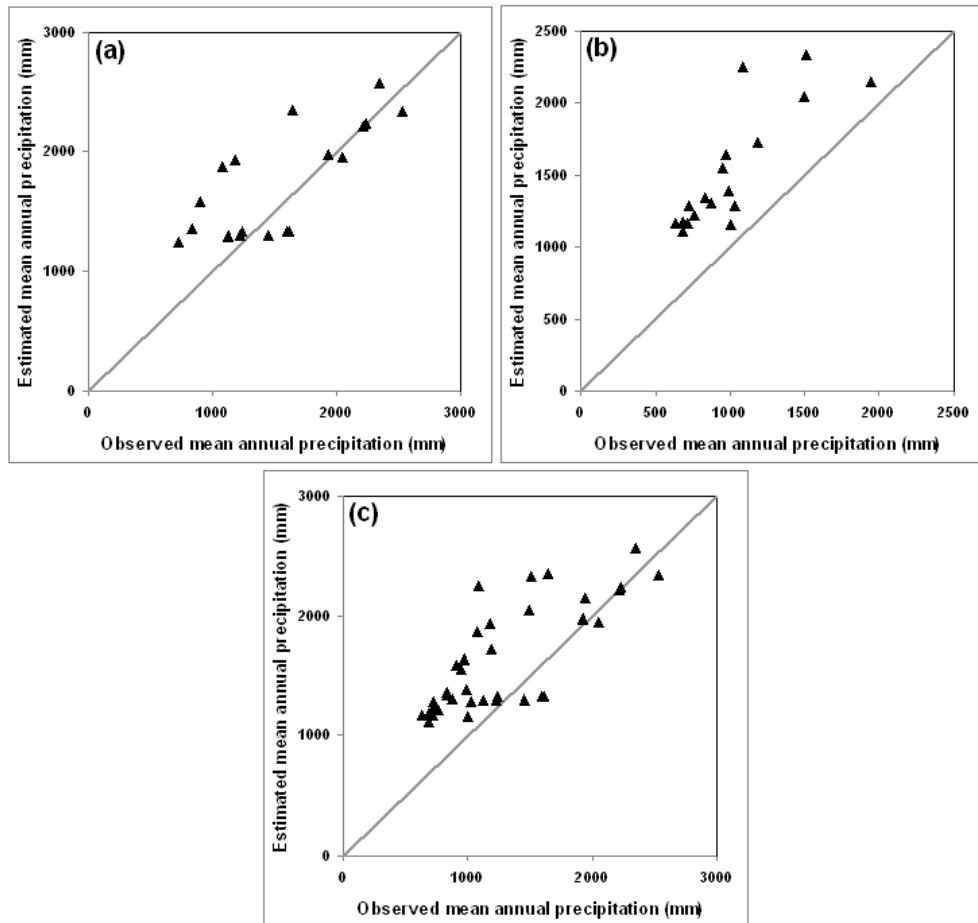 (a)
Estimated mean annual precipitation (mm)
3000
2000
1000
0
0 1000 2000 3000
Observed mean annual precipitation (mm)
(b)
Estimated mean annual precipitation (mm)
2500
2000
1500
1000
500
0
0 500 1000 1500 2000 2500
Observed mean annual precipitation (mm)
(c)
Estimated mean annual precipitation (mm)
3000
2000
1000
0
0 1000 2000 3000
Observed mean annual precipitation (mm)